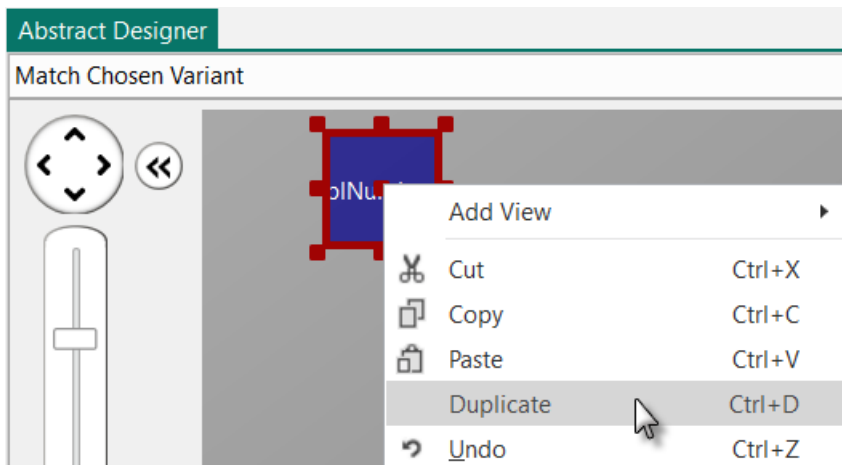 Abstract Designer
Match Chosen Variant
Add View
Cut Ctrl+X
Copy Ctrl+C
Paste Ctrl+V
Duplicate Ctrl+D
Undo Ctrl+Z